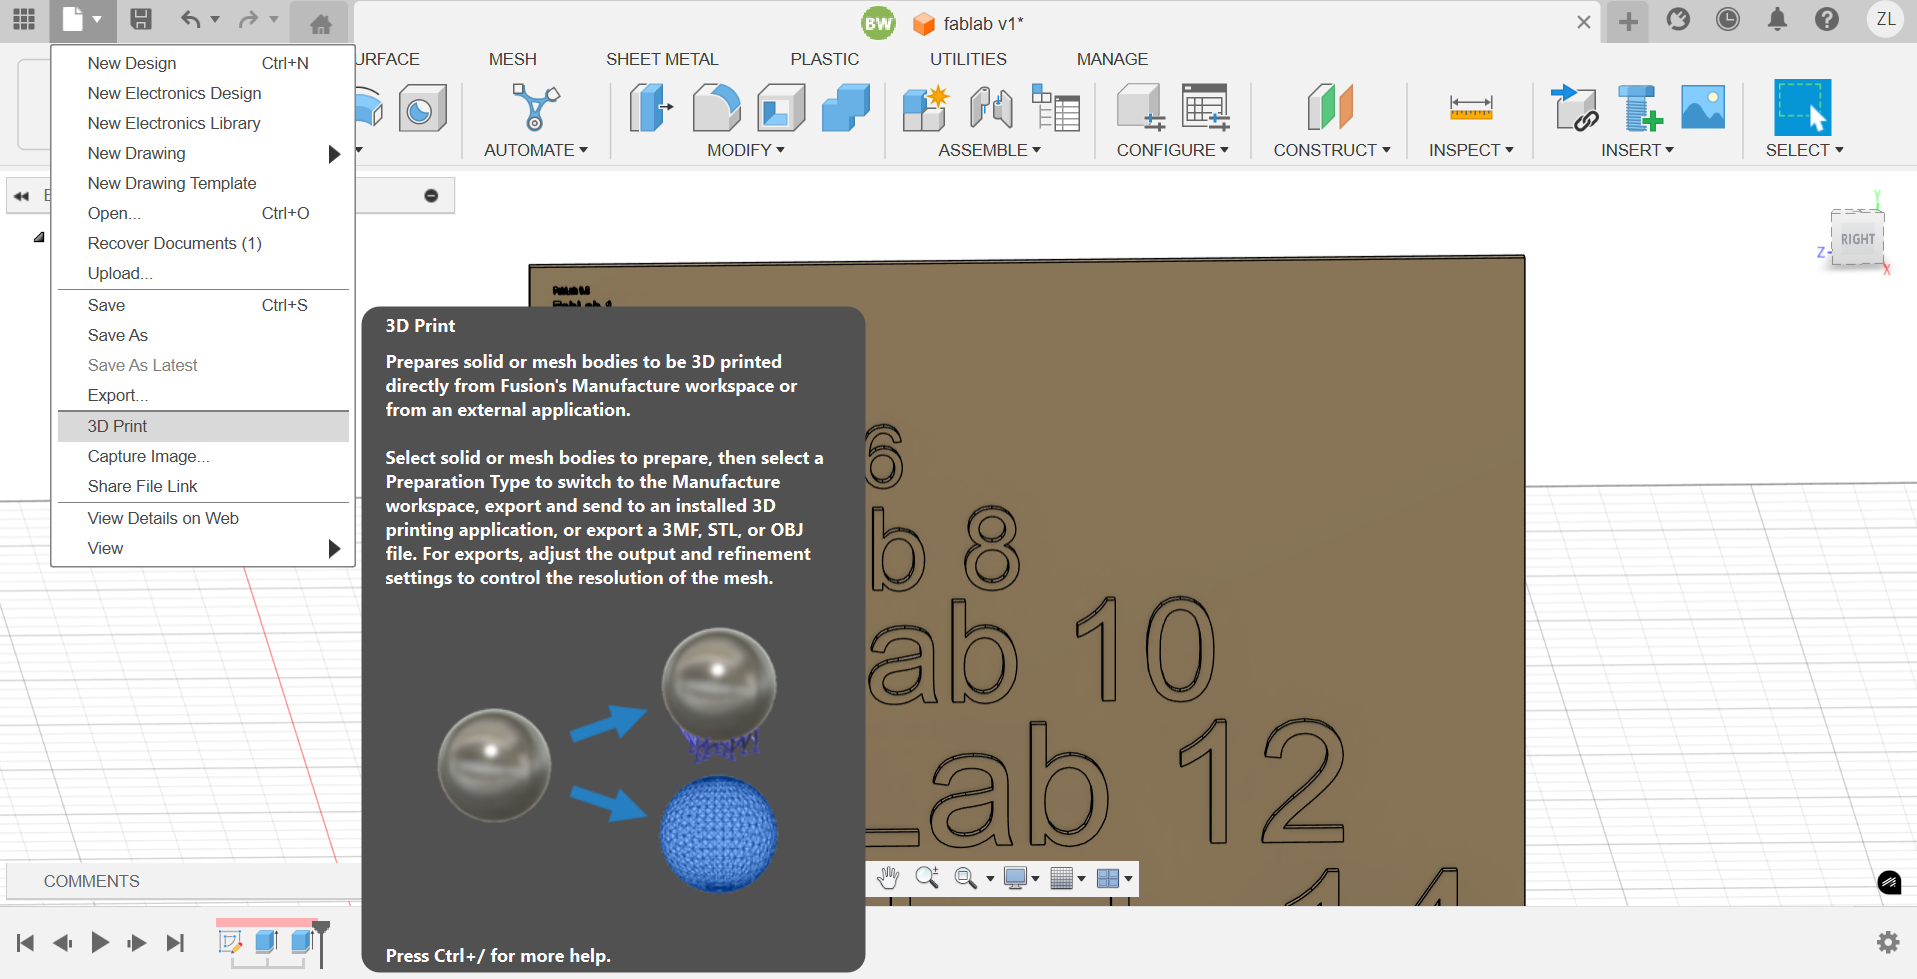 BW
fablab v1*
ZL
New Design Ctrl+N
New Electronics Design
New Electronics Library
New Drawing
New Drawing Template
Open... Ctrl+O
Recover Documents (1)
Upload...
Save Ctrl+S
Save As
Save As Latest
Export...
3D Print
Capture Image...
Share File Link
View Details on Web
View
URFACE
MESH
SHEET METAL
PLASTIC
UTILITIES
MANAGE
AUTOMATE
MODIFY
ASSEMBLE
CONFIGURE
CONSTRUCT
INSPECT
INSERT
SELECT
Y
Z
RIGHT
X
3D Print
Prepares solid or mesh bodies to be 3D printed
directly from Fusion's Manufacture workspace or
from an external application.
Select solid or mesh bodies to prepare, then select a
Preparation Type to switch to the Manufacture
workspace, export and send to an installed 3D
printing application, or export a 3MF, STL, or OBJ
file. For exports, adjust the output and refinement
settings to control the resolution of the mesh.
Press Ctrl+/ for more help.
6
b 8
ab 10
Lab 12
14
COMMENTS